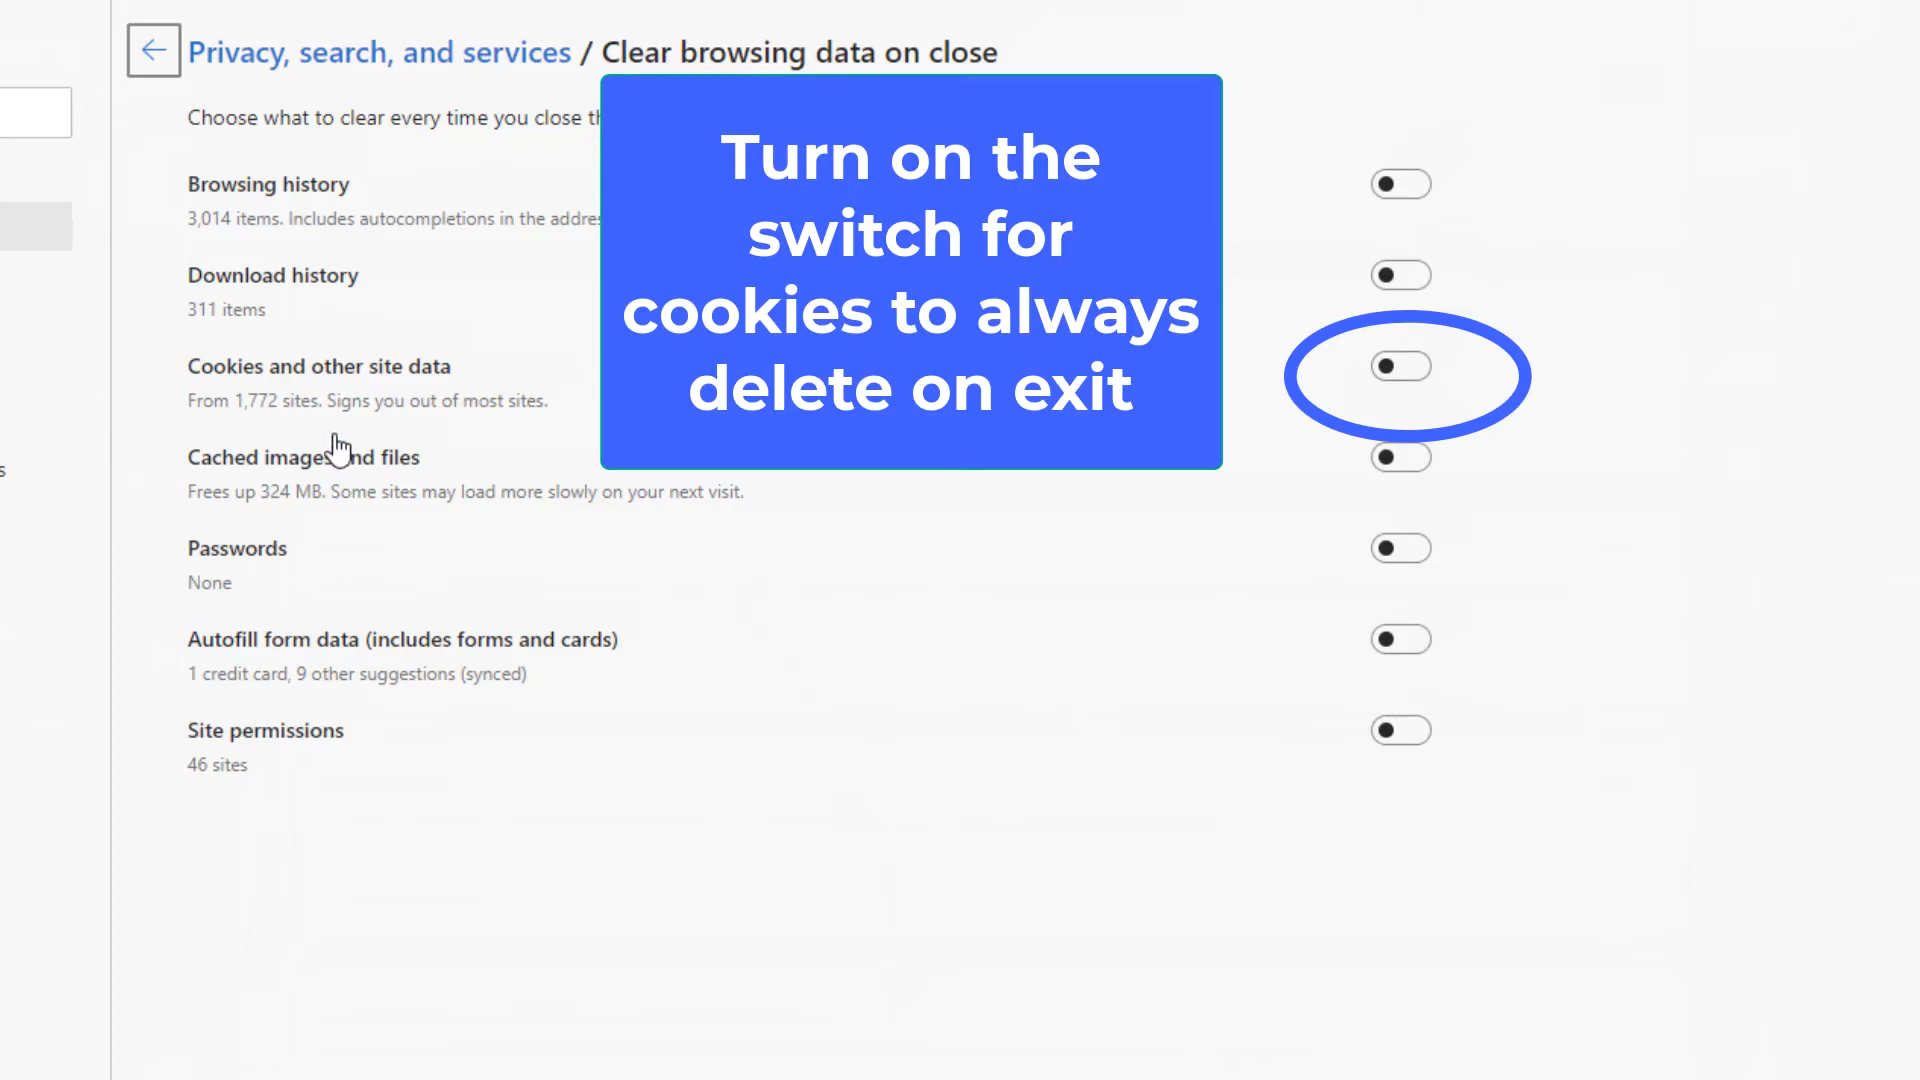 Privacy, search, and services / Clear browsing data on close
Choose what to clear every time you close
Turn on the
switch for
cookies to always
delete on exit
Browsing history
3,014 items. Includes autocompletions in the
Download history
311 items
Cookies and other site data
From 1,772 sites. Signs you out of most sites.
Cached images and files
Frees up 324 MB. Some sites may load more slowly on your next visit.
Passwords
None
Autofill form data (includes forms and cards)
1 credit card, 9 other suggestions (synced)
Site permissions
46 sites